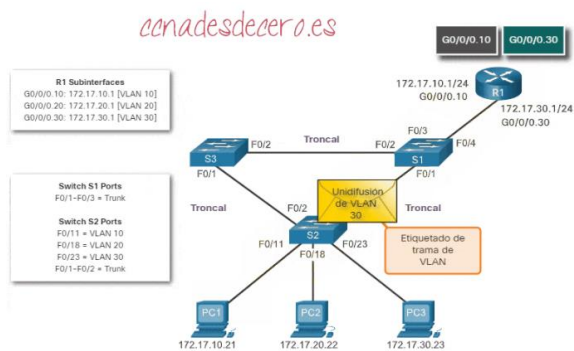 ccnadesdecero.es
G0/0/0.10
G0/0/0.30
R1 Subinterfaces
G0/0/0.10: 172.17.10.1 [VLAN 10]
G0/0/0.20: 172.17.20.1 [VLAN 20]
G0/0/0.30: 172.17.30.1 [VLAN 30]
172.17.10.1/24
G0/0/0.10
R1
172.17.30.1/24
G0/0/0.30
F0/3
F0/2
Troncal
F0/2
F0/4
S3
S1
F0/1
F0/1
Switch S1 Ports
F0/1-F0/3 = Trunk
Switch S2 Ports
F0/11 = VLAN 10
F0/18 = VLAN 20
F0/23 = VLAN 30
F0/1-F0/2 = Trunk
Troncal
F0/2
Unidifusión
de VLAN
30
Troncal
S2
F0/11
F0/18
F0/23
Etiquetado de
trama de
VLAN
PC1
PC2
PC3
172.17.10.21
172.17.20.22
172.17.30.23